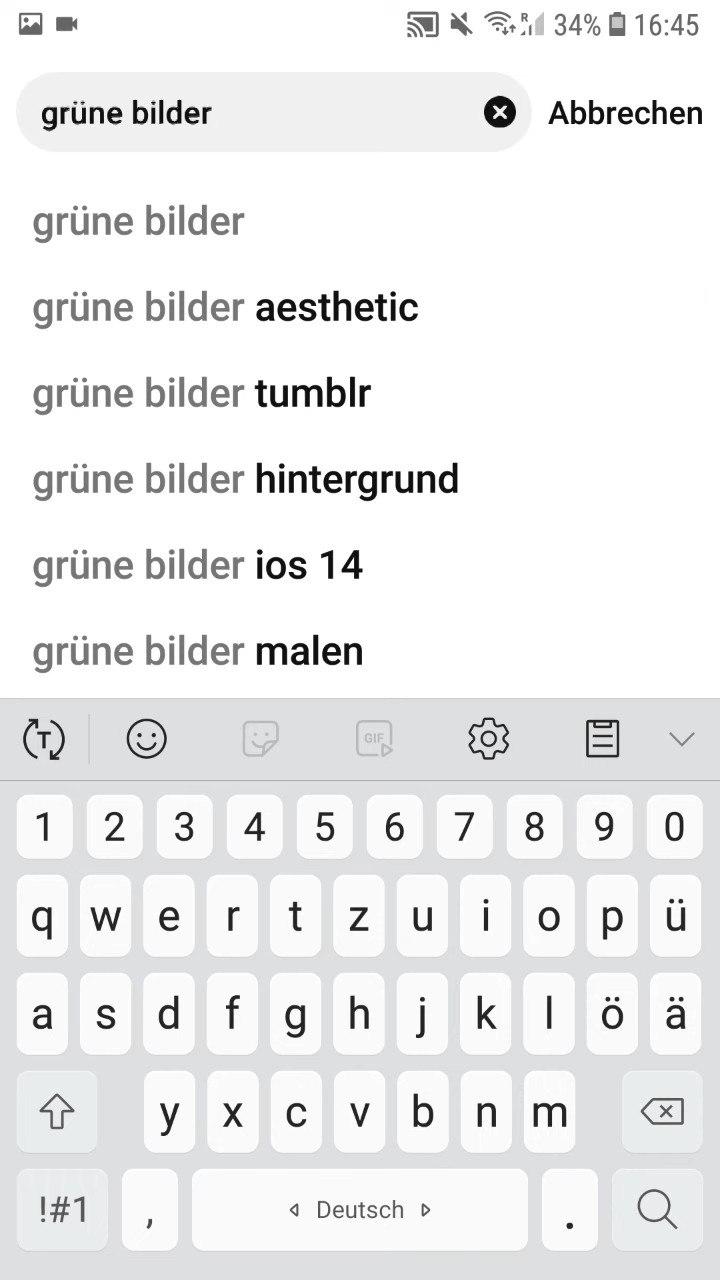 R 34% 16:45
grüne bilder Abbrechen
grüne bilder
grüne bilder aesthetic
grüne bilder tumblr
grüne bilder hintergrund
grüne bilder ios 14
grüne bilder malen
T GIF
1 2 3 4 5 6 7 8 9 0
q w e r t z u i o p ü
a s d f g h j k l ö ä
y x c v b n m
!#1 , Deutsch .